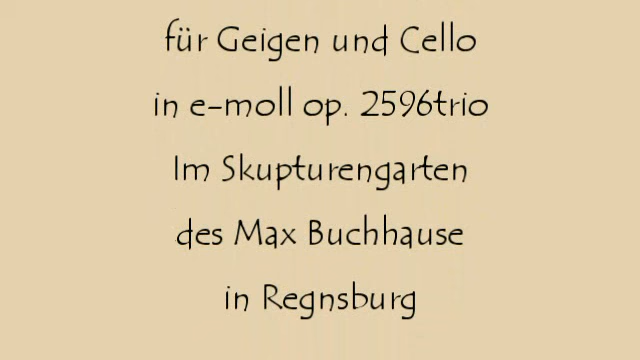 für Geigen und Cello
in e-moll op. 2596trio
Im Skupturengarten
des Max Buchhause
in Regnsburg